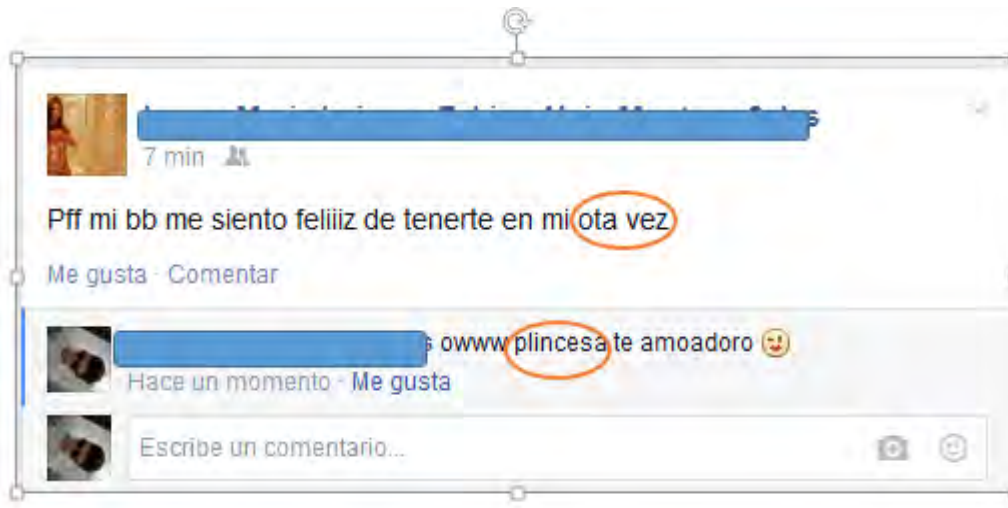 7 min
Pff mi bb me siento feliiiz de tenerte en mi ota vez
Me gusta · Comentar
owww plincesa te amoadoro
Hace un momento · Me gusta
Escribe un comentario...